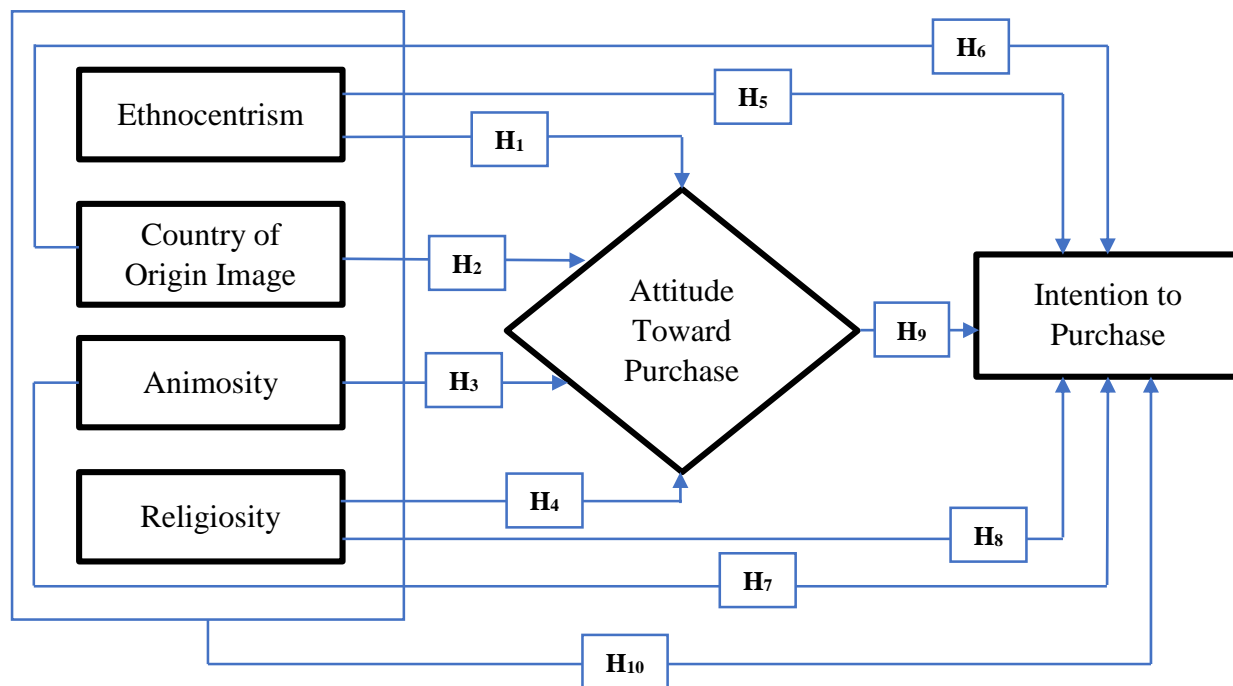 H₆
Ethnocentrism
H₅
H₁
Country of
Origin Image
H₂
Attitude
Toward
Purchase
Intention to
Purchase
H₉
Animosity
H₃
Religiosity
H₄
H₈
H₇
H₁₀